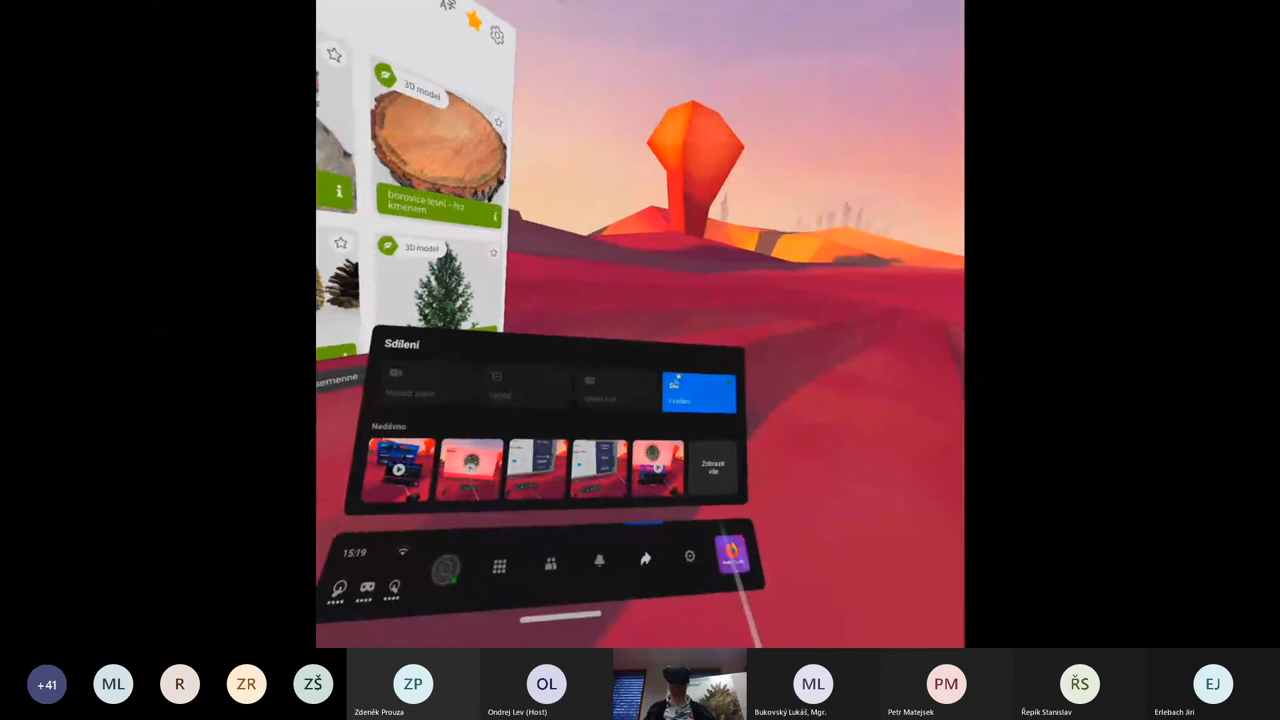 3D model
borovice lesní – řez
kmenem
i
i
3D model
semenné
Sdílení
Vysílání
Nedávno
Zobrazit
vše
15:19
+41
ML
R
ZR
ZŠ
ZP
Zdeněk Prouza
OL
Ondrej Lev (Host)
ML
Bukovský Lukáš, Mgr.
PM
Petr Matejsek
ŘS
Řepík Stanislav
EJ
Erlebach Jiri